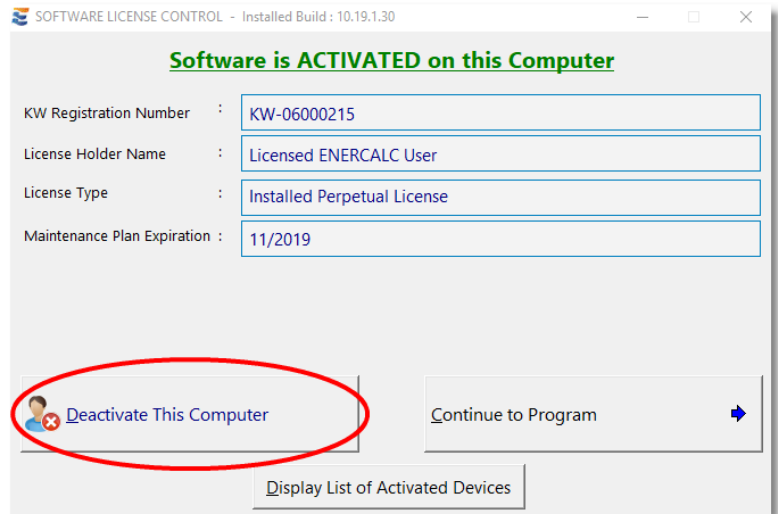 SOFTWARE LICENSE CONTROL - Installed Build : 10.19.1.30
Software is ACTIVATED on this Computer
KW Registration Number : KW-06000215
License Holder Name : Licensed ENERCALC User
License Type : Installed Perpetual License
Maintenance Plan Expiration : 11/2019
Deactivate This Computer
Continue to Program
Display List of Activated Devices